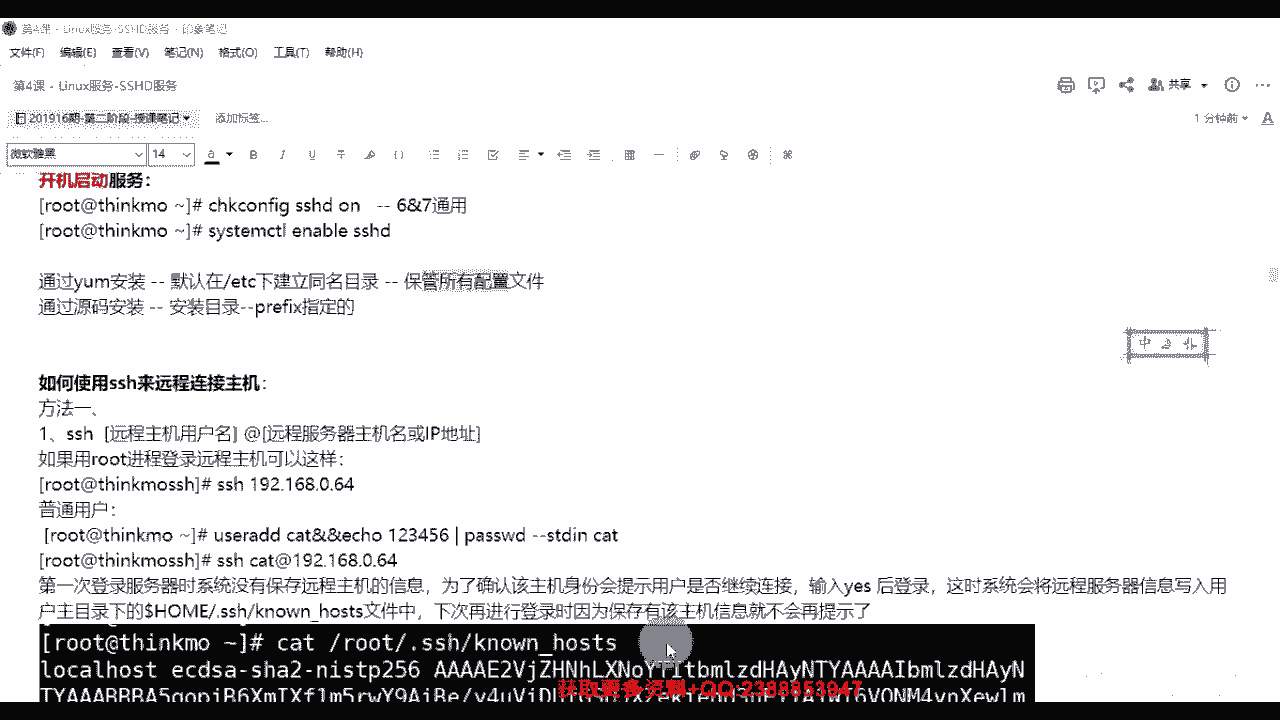 第4课 - Linux服务-SSHD服务 - 印象笔记
文件(F) 编辑(E) 查看(V) 笔记(N) 格式(O) 工具(T) 帮助(H)
第4课 - Linux服务-SSHD服务
共享
201916期-第二阶段-授课笔记
添加标签...
1 分钟前
微软雅黑 14
开机启动服务：
[root@thinkmo ~]# chkconfig sshd on -- 6&7通用
[root@thinkmo ~]# systemctl enable sshd
通过yum安装 -- 默认在/etc下建立同名目录 -- 保管所有配置文件
通过源码安装 -- 安装目录--prefix指定的
如何使用ssh来远程连接主机：
方法一、
1、ssh [远程主机用户名] @[远程服务器主机名或IP地址]
如果用root进程登录远程主机可以这样：
[root@thinkmossh]# ssh 192.168.0.64
普通用户：
[root@thinkmo ~]# useradd cat&&echo 123456 | passwd --stdin cat
[root@thinkmossh]# ssh cat@192.168.0.64
第一次登录服务器时系统没有保存远程主机的信息，为了确认该主机身份会提示用户是否继续连接，输入yes 后登录，这时系统会将远程服务器信息写入用
户主目录下的$HOME/.ssh/known_hosts文件中，下次再进行登录时因为保存有该主机信息就不会再提示了
[root@thinkmo ~]# cat /root/.ssh/known_hosts
localhost ecdsa-sha2-nistp256